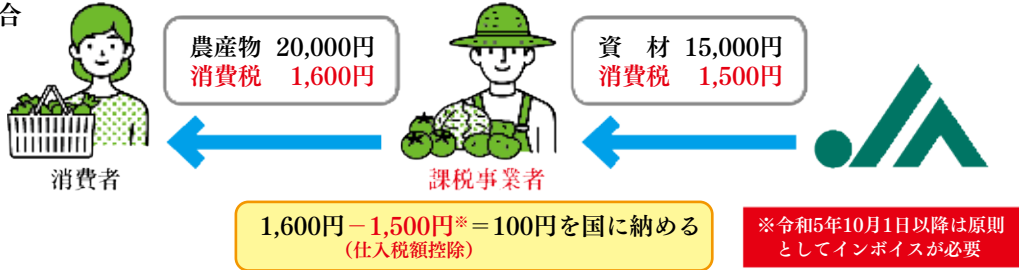 合
農産物 20,000円
消費税 1,600円
資 材 15,000円
消費税 1,500円
消費者
課税事業者
1,600円－1,500円※＝100円を国に納める
（仕入税額控除）
※令和5年10月1日以降は原則
としてインボイスが必要